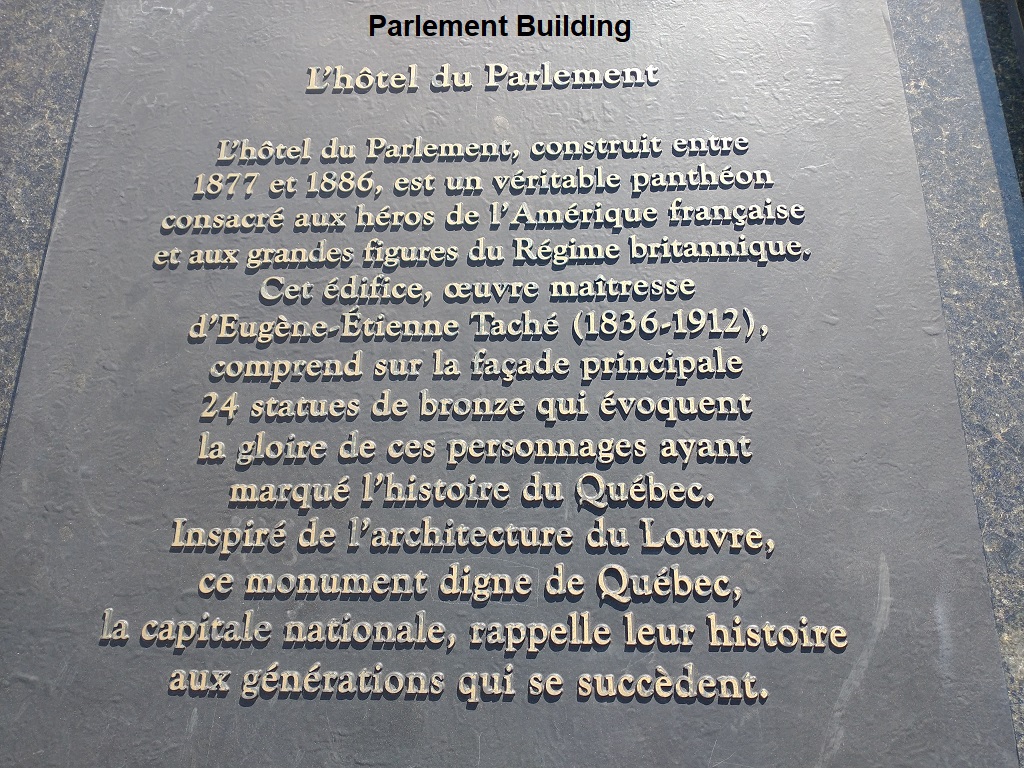 Parlement Building
L'hôtel du Parlement
L'hôtel du Parlement, construit entre
1877 et 1886, est un véritable panthéon
consacré aux héros de l'Amérique française
et aux grandes figures du Régime britannique.
Cet édifice, œuvre maîtresse
d'Eugène-Étienne Taché (1836-1912),
comprend sur la façade principale
24 statues de bronze qui évoquent
la gloire de ces personnages ayant
marqué l'histoire du Québec.
Inspiré de l'architecture du Louvre,
ce monument digne de Québec,
la capitale nationale, rappelle leur histoire
aux générations qui se succèdent.